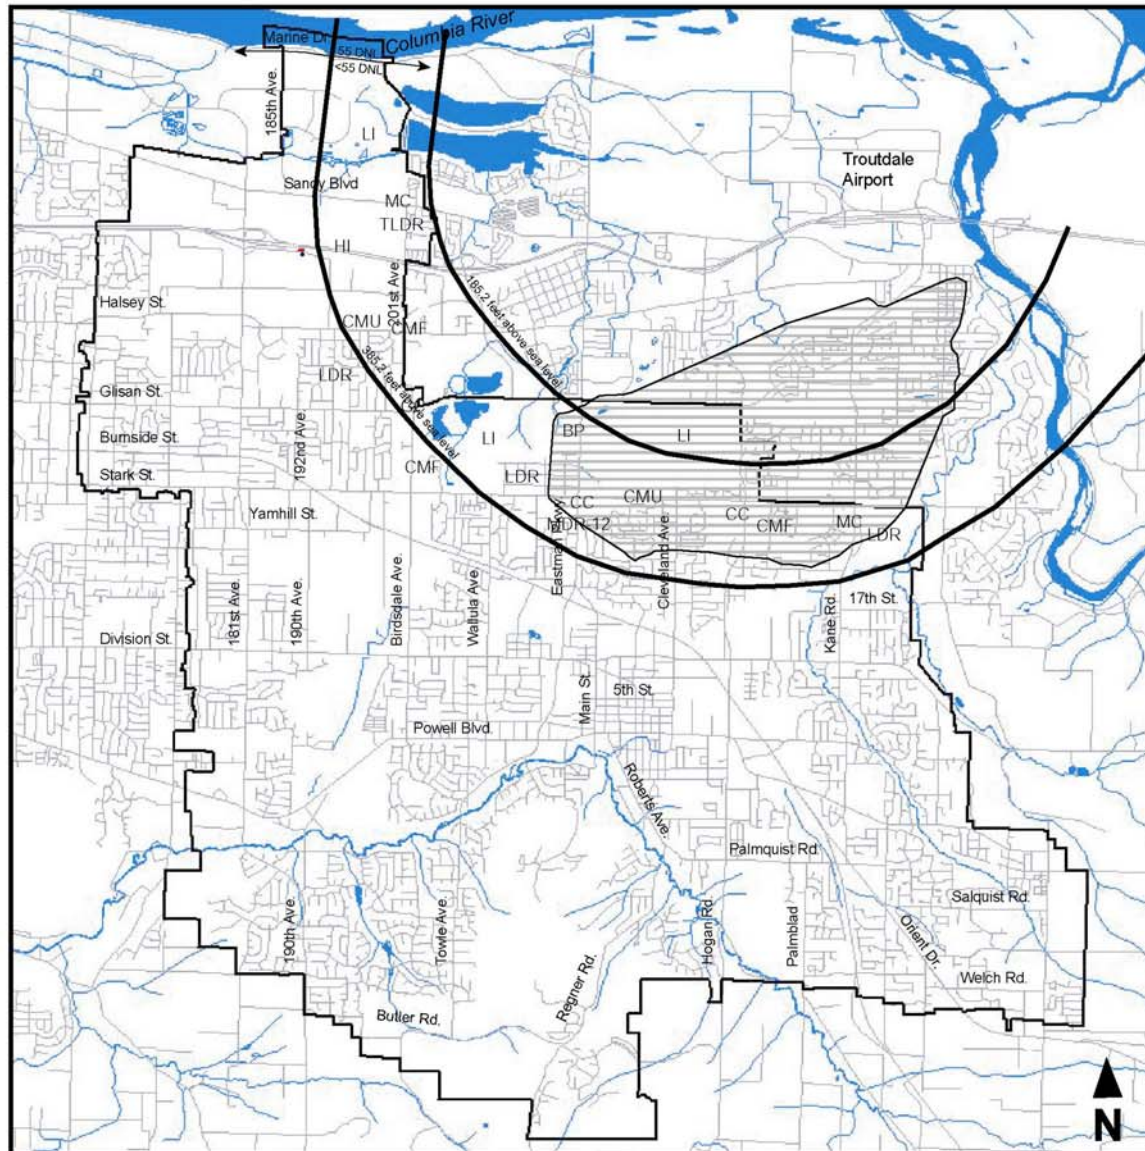 Columbia River
Marine Dr.
55 DNL
<55 DNL
185th Ave.
LI
Troutdale
Airport
Sandy Blvd
MC
TLDR
HI
201st Ave.
185.2 feet above sea level
Halsey St.
CMU
CMF
385.2 feet above sea level
LDR
Glisan St.
Burnside St.
192nd Ave.
LI
BP
LI
Stark St.
CMF
LDR
CC
CMU
CC
CMF
MC
LDR
Yamhill St.
MDR-12
Eastman Pkwy
Cleveland Ave.
181st Ave.
190th Ave.
Birdsdale Ave.
Wallula Ave.
Kane Rd.
17th St.
Division St.
Main St.
5th St.
Powell Blvd
Roberts Ave.
Palmquist Rd.
Salquist Rd.
190th Ave.
Towle Ave.
Hogan Rd.
Palmblad
Orient Dr.
Regner Rd.
Welch Rd.
Butler Rd.
N